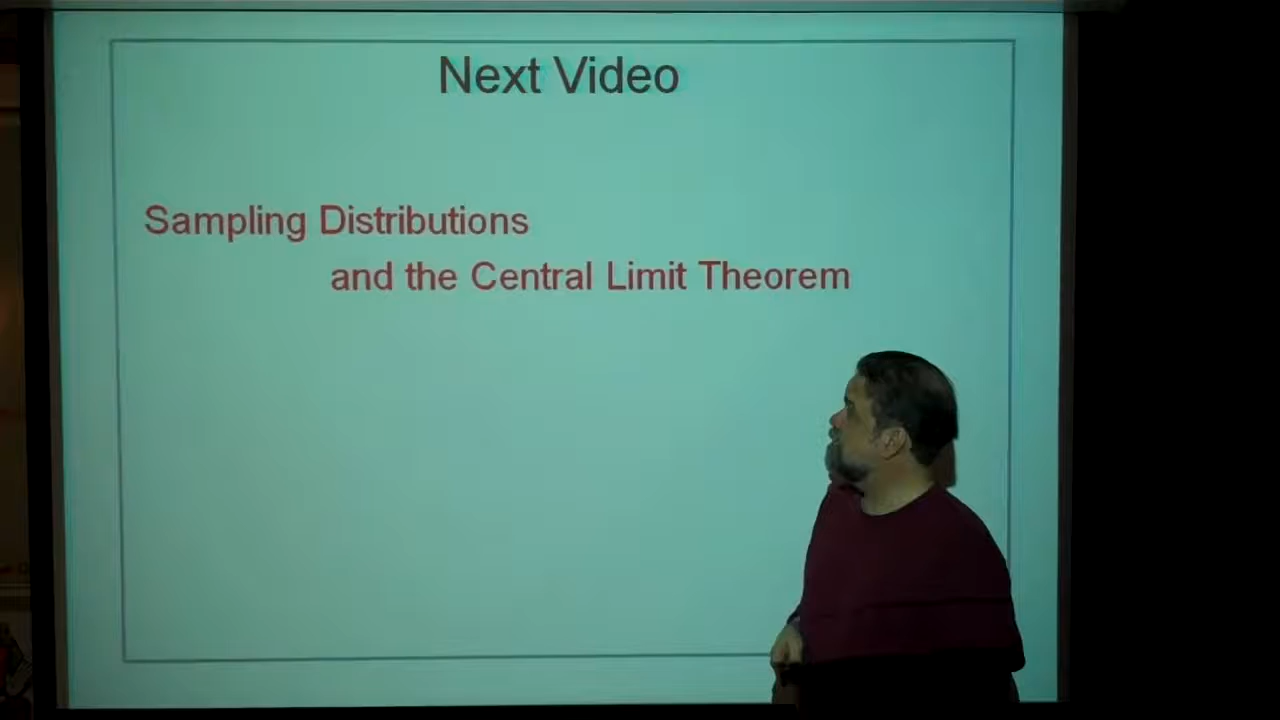 Next Video
Sampling Distributions
and the Central Limit Theorem